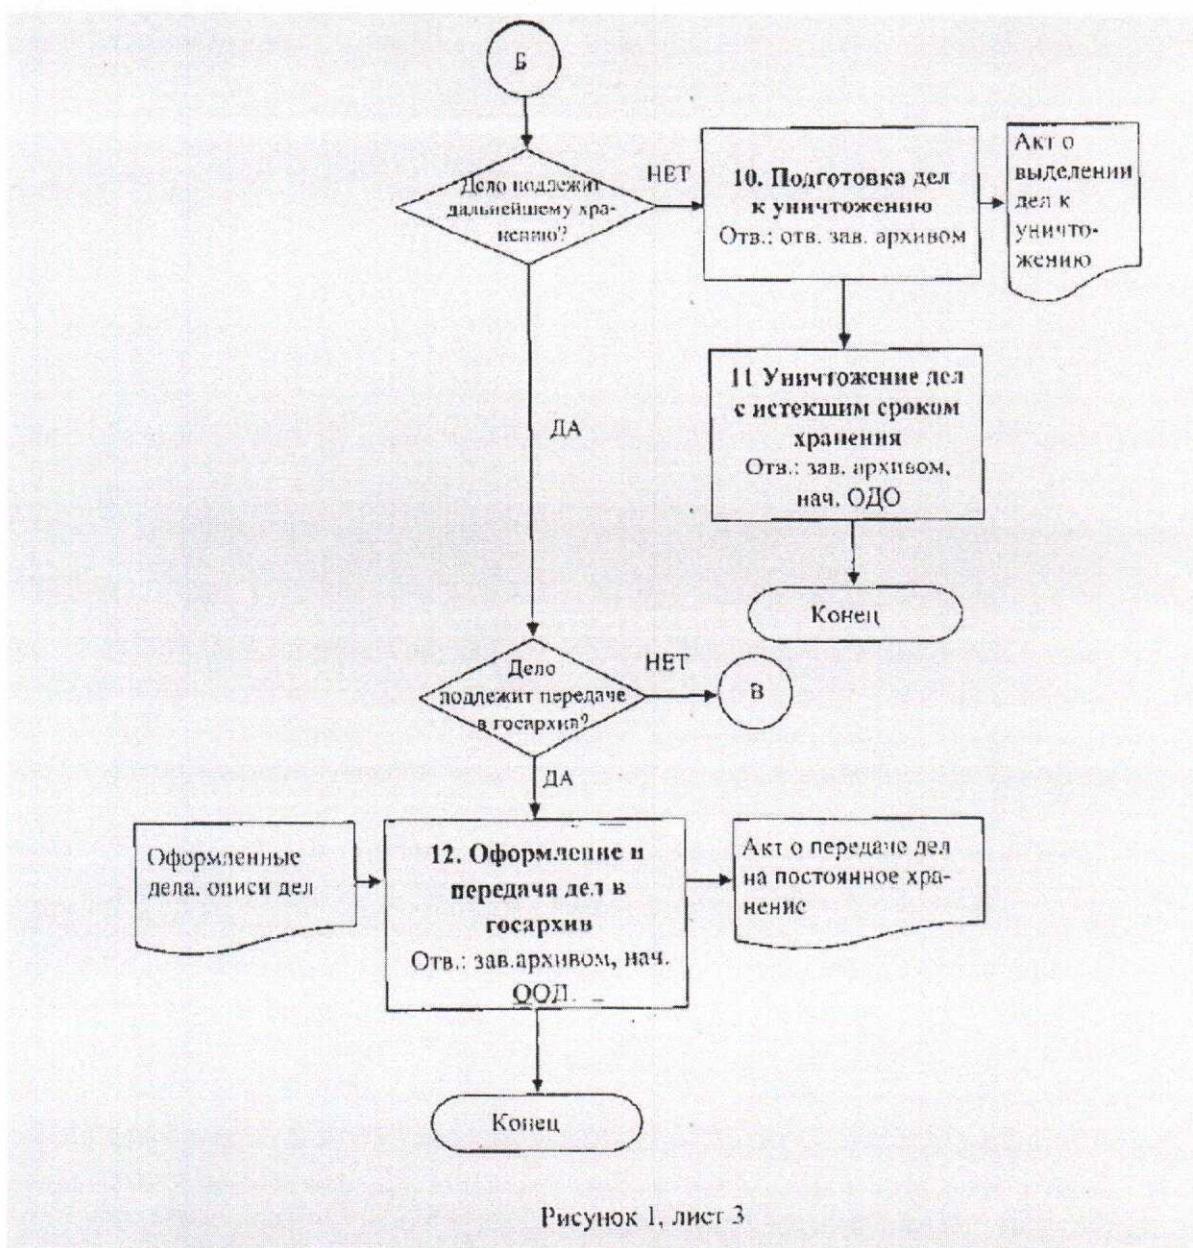 Б
Дело подлежит
дальнейшему хра-
нению?
НЕТ
10. Подготовка дел
к уничтожению
Отв.: отв. зав. архивом
Акт о
выделении
дел к
уничто-
жению
11 Уничтожение дел
с истекшим сроком
хранения
Отв.: зав. архивом,
нач. ОДО
Конец
ДА
Дело
подлежит передаче
в госархив?
НЕТ
В
ДА
Оформленные
дела, описи дел
12. Оформление и
передача дел в
госархив
Отв.: зав.архивом, нач.
ООД.
Акт о передаче дел
на постоянное хра-
нение
Конец
Рисунок 1, лист 3